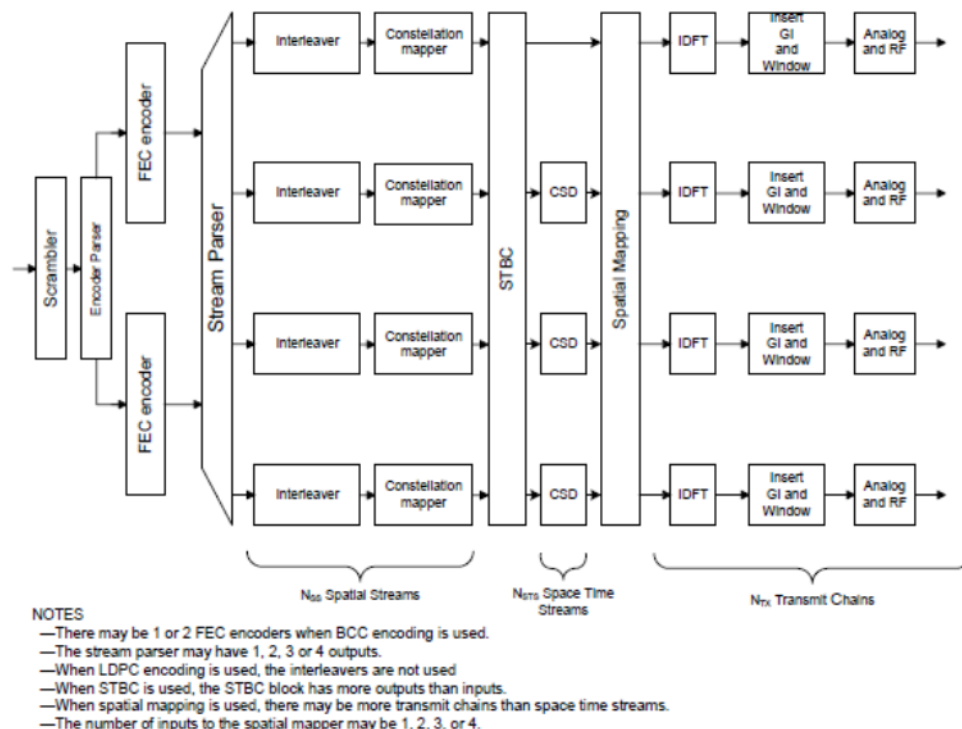 Scrambler
Encoder Parser
FEC encoder
FEC encoder
Stream Parser
Interleaver
Constellation
mapper
Interleaver
Constellation
mapper
Interleaver
Constellation
mapper
Interleaver
Constellation
mapper
STBC
CSD
CSD
CSD
Spatial Mapping
IDFT
Insert
GI
and
Window
Analog
and RF
IDFT
Insert
GI and
Window
Analog
and RF
IDFT
Insert
GI and
Window
Analog
and RF
IDFT
Insert
GI and
Window
Analog
and RF
NSS Spatial Streams
NSTS Space Time
Streams
NTX Transmit Chains
NOTES
—There may be 1 or 2 FEC encoders when BCC encoding is used.
—The stream parser may have 1, 2, 3 or 4 outputs.
—When LDPC encoding is used, the interleavers are not used
—When STBC is used, the STBC block has more outputs than inputs.
—When spatial mapping is used, there may be more transmit chains than space time streams.
—The number of inputs to the spatial mapper may be 1, 2, 3, or 4.